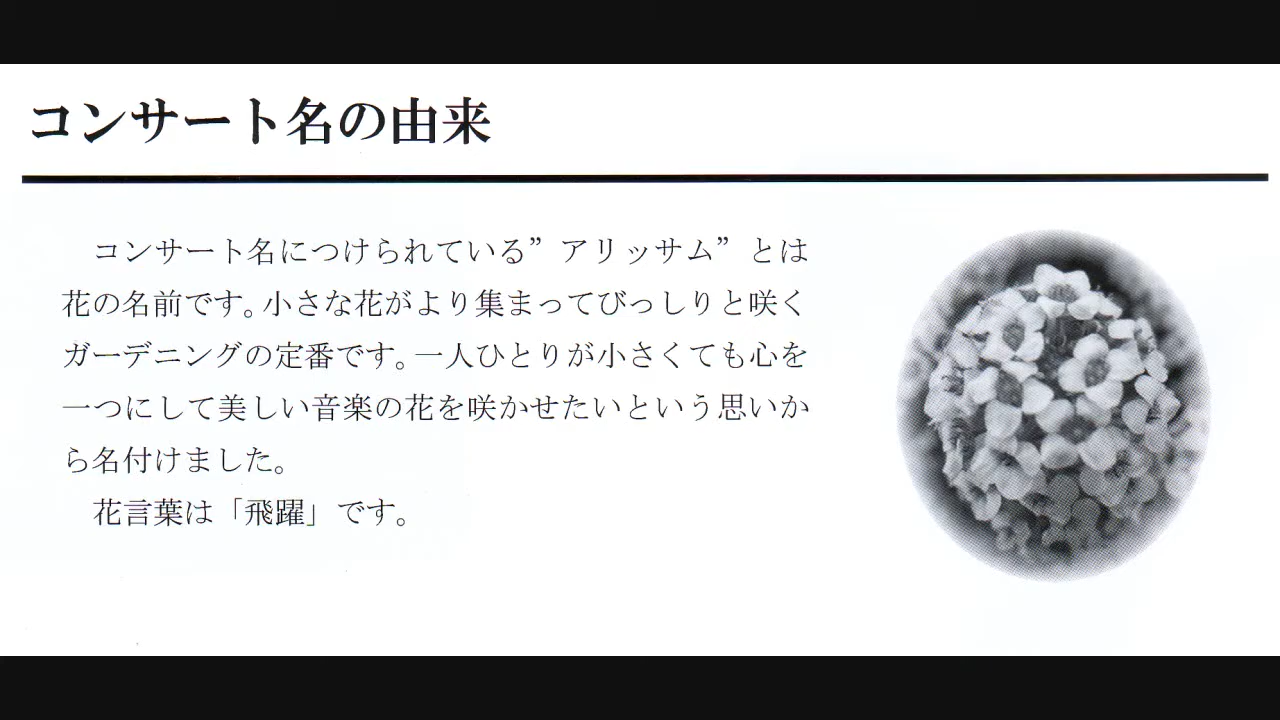 コンサート名の由来
コンサート名につけられている”アリッサム”とは
花の名前です。小さな花がより集まってびっしりと咲く
ガーデニングの定番です。一人ひとりが小さくても心を
一つにして美しい音楽の花を咲かせたいという思いか
ら名付けました。
花言葉は「飛躍」です。